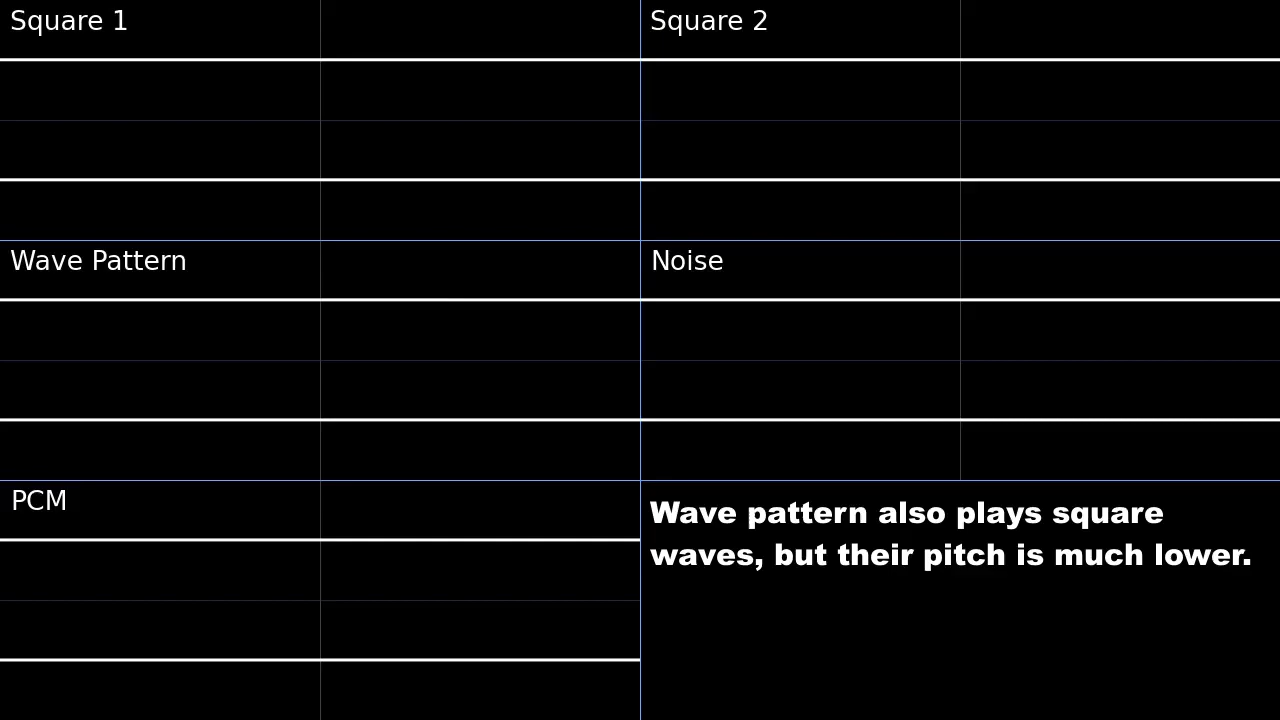 Square 1
Square 2
Wave Pattern
Noise
PCM
Wave pattern also plays square
waves, but their pitch is much lower.